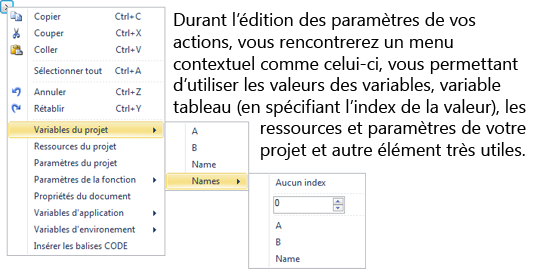 Copier Ctrl+C
Couper Ctrl+X
Coller Ctrl+V
Sélectionner tout Ctrl+A
Annuler Ctrl+Z
Rétablir Ctrl+Y
Variables du projet
Ressources du projet
Paramètres du projet
Paramètres de la fonction
Propriétés du document
Variables d'application
Variables d'environement
Insérer les balises CODE
A
B
Name
Names
Aucun index
0
A
B
Name
Durant l’édition des paramètres de vos
actions, vous rencontrerez un menu
contextuel comme celui-ci, vous permettant
d’utiliser les valeurs des variables, variable
tableau (en spécifiant l’index de la valeur), les
ressources et paramètres de votre
projet et autre élément très utiles.